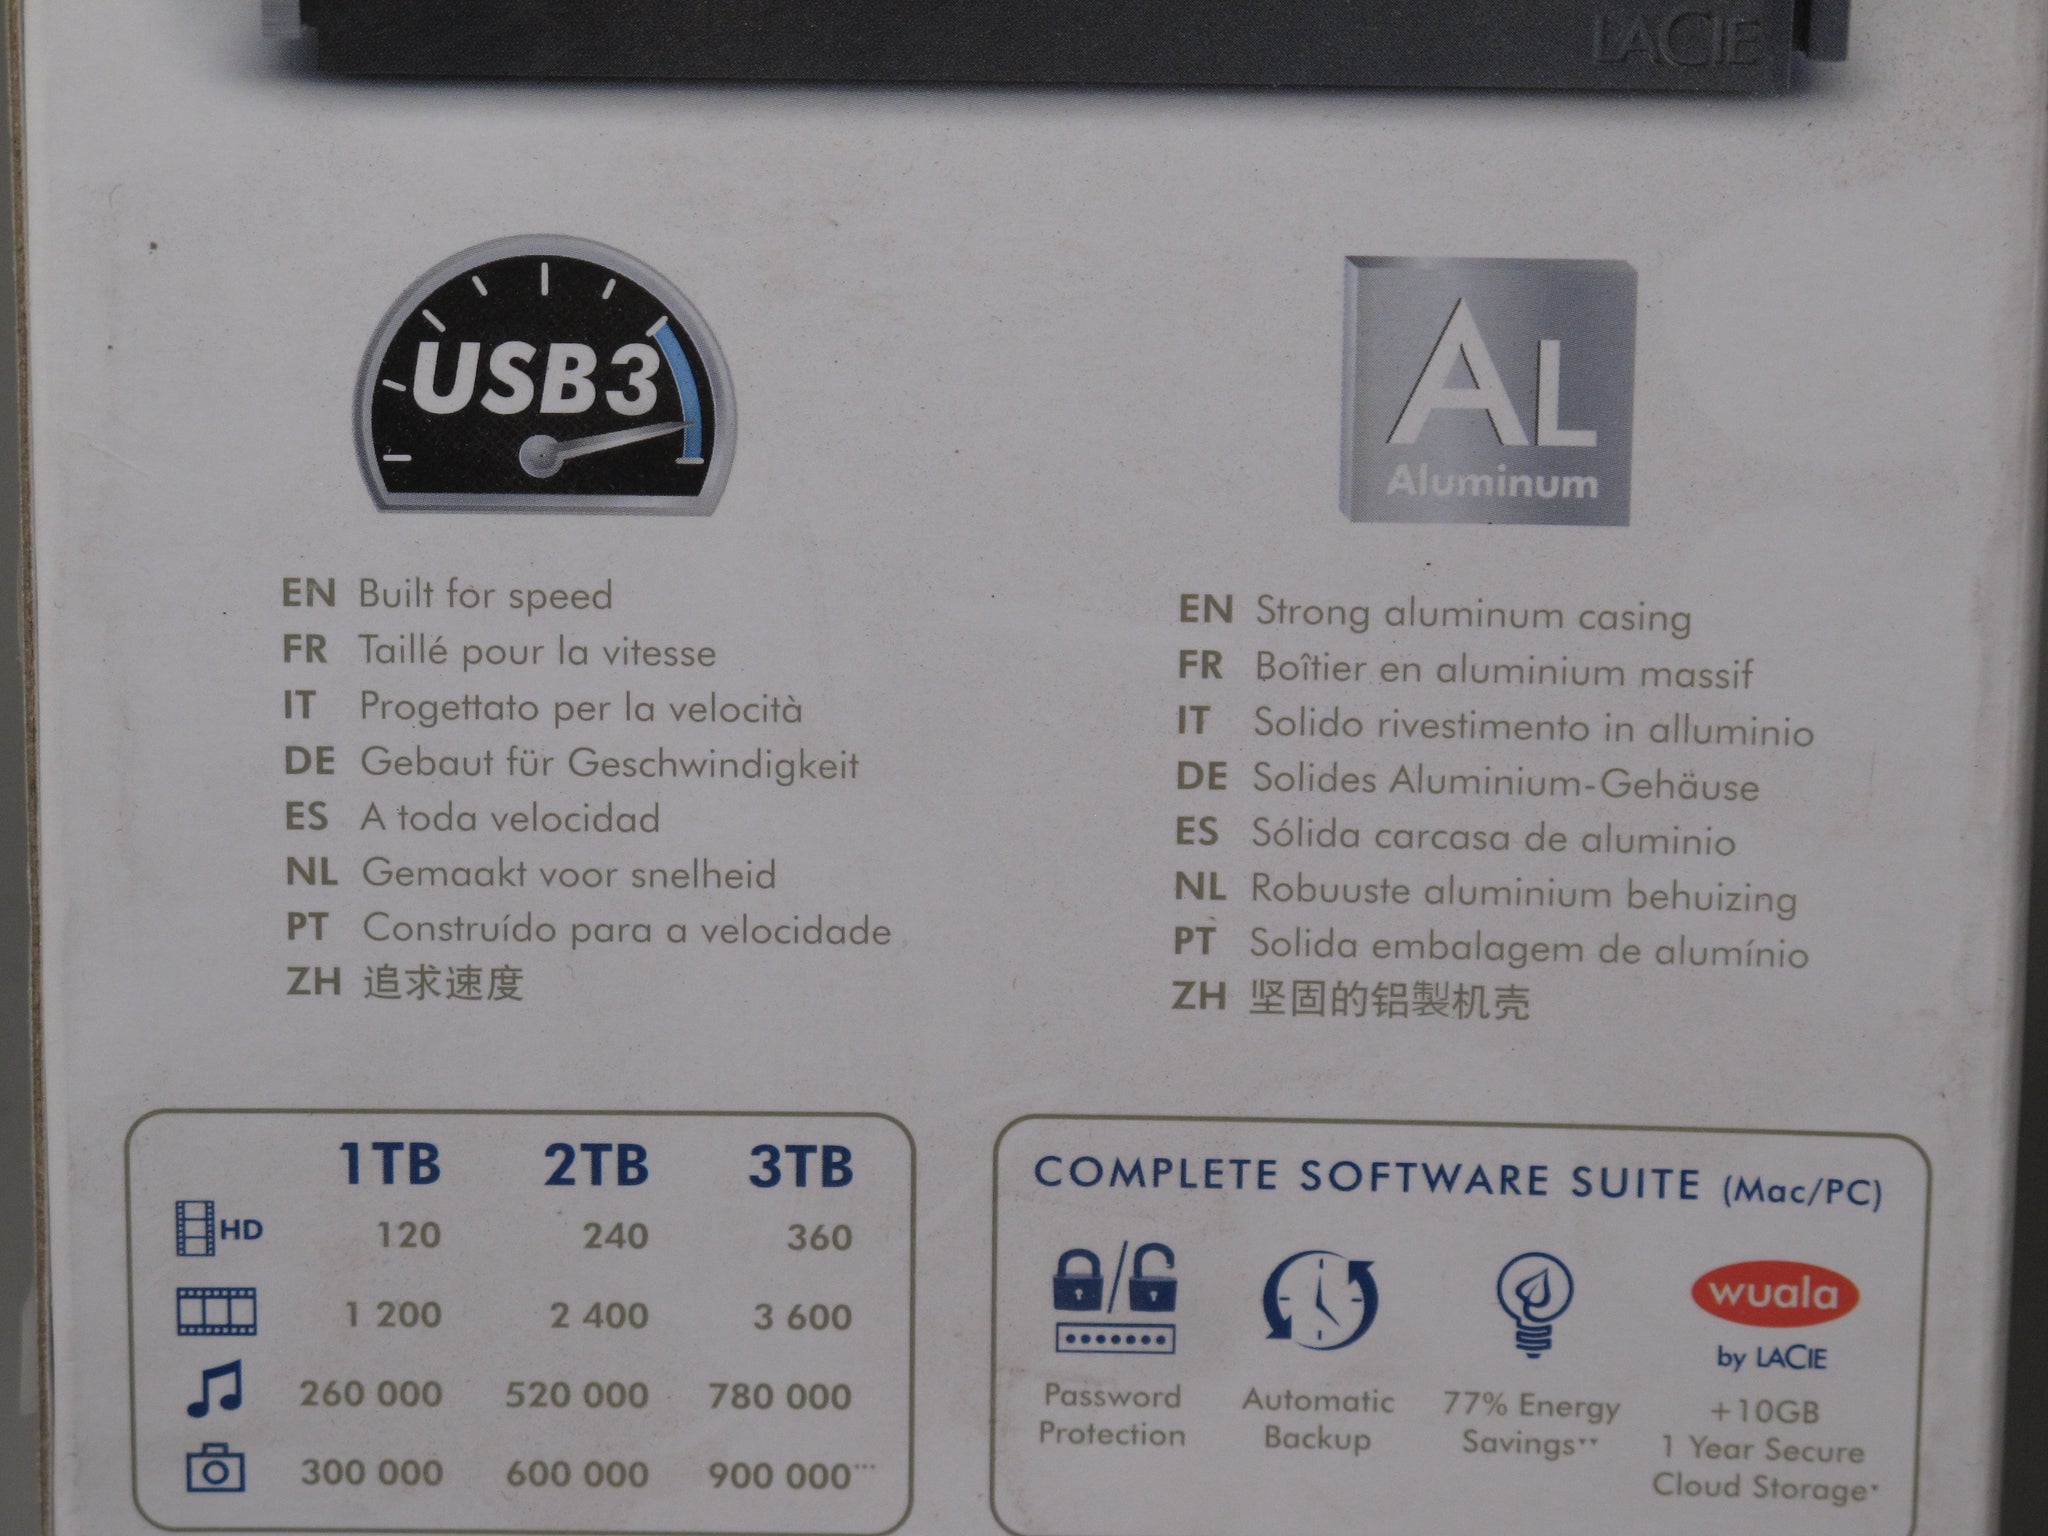 LACIE
USB3
EN Built for speed
FR Taillé pour la vitesse
IT Progettato per la velocità
DE Gebaut für Geschwindigkeit
ES A toda velocidad
NL Gemaakt voor snelheid
PT Construído para a velocidade
ZH 追求速度
AL
Aluminum
EN Strong aluminum casing
FR Boîtier en aluminium massif
IT Solido rivestimento in alluminio
DE Solides Aluminium-Gehäuse
ES Sólida carcasa de aluminio
NL Robuuste aluminium behuizing
PT Solida embalagem de alumínio
ZH 坚固的铝製机壳
1TB 2TB 3TB
HD 120 240 360
1 200 2 400 3 600
260 000 520 000 780 000
300 000 600 000 900 000***
COMPLETE SOFTWARE SUITE (Mac/PC)
Password
Protection
Automatic
Backup
77% Energy
Savings**
wuala
by LACIE
+10GB
1 Year Secure
Cloud Storage*